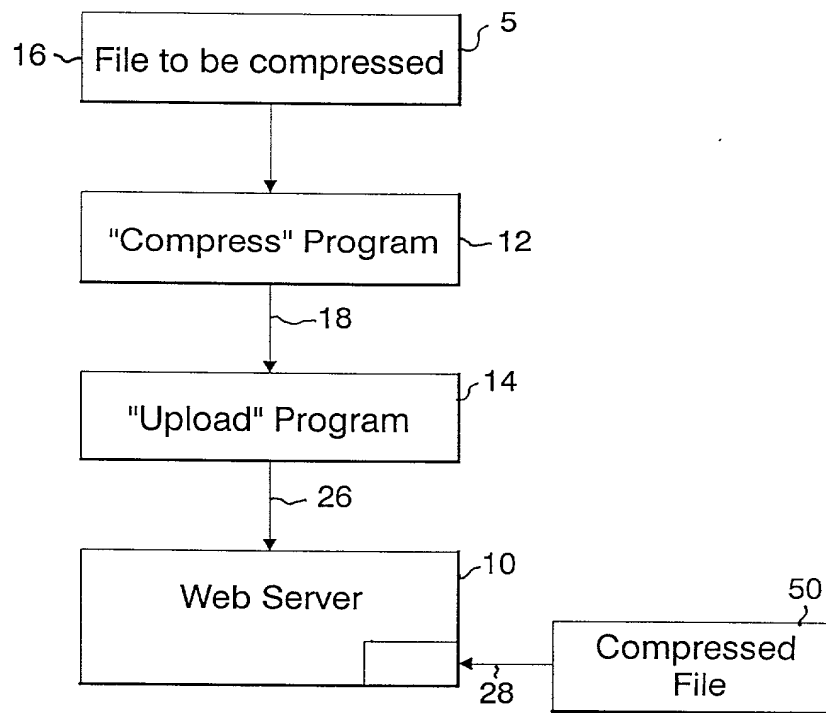 5
16
File to be compressed
"Compress" Program
12
18
14
"Upload" Program
26
10
Web Server
50
Compressed
File
28